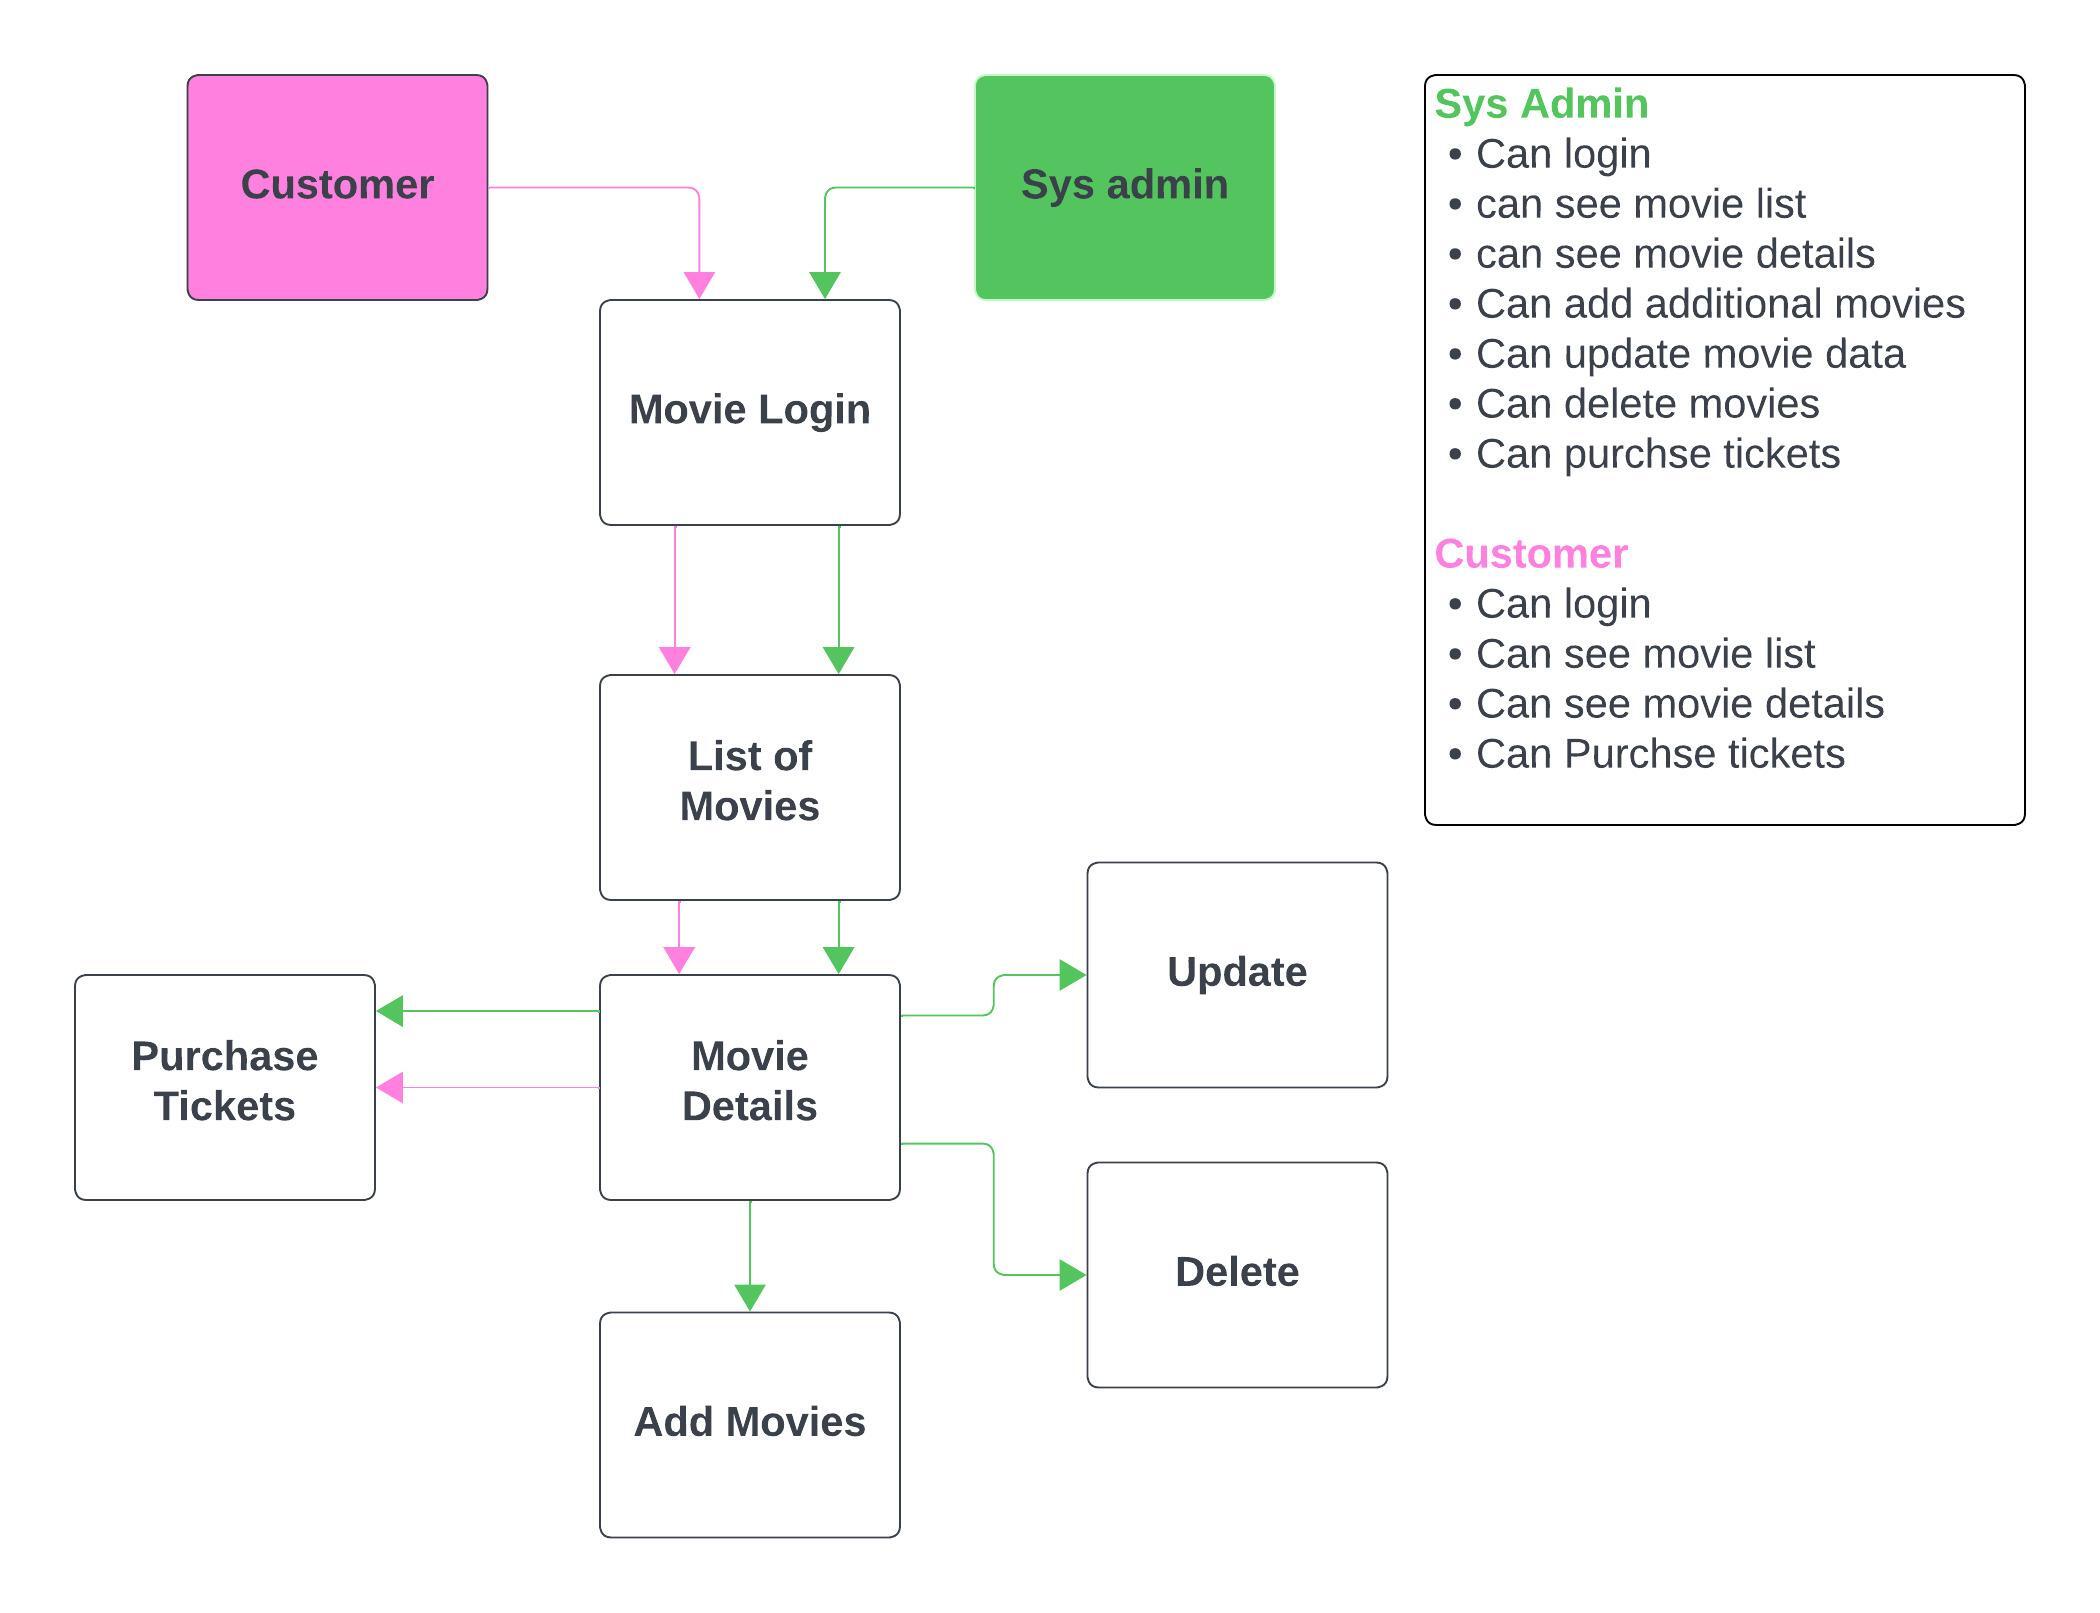 Customer
Sys admin
Movie Login
List of
Movies
Purchase
Tickets
Movie
Details
Update
Delete
Add Movies
Sys Admin
• Can login
• can see movie list
• can see movie details
• Can add additional movies
• Can update movie data
• Can delete movies
• Can purchse tickets
Customer
• Can login
• Can see movie list
• Can see movie details
• Can Purchse tickets